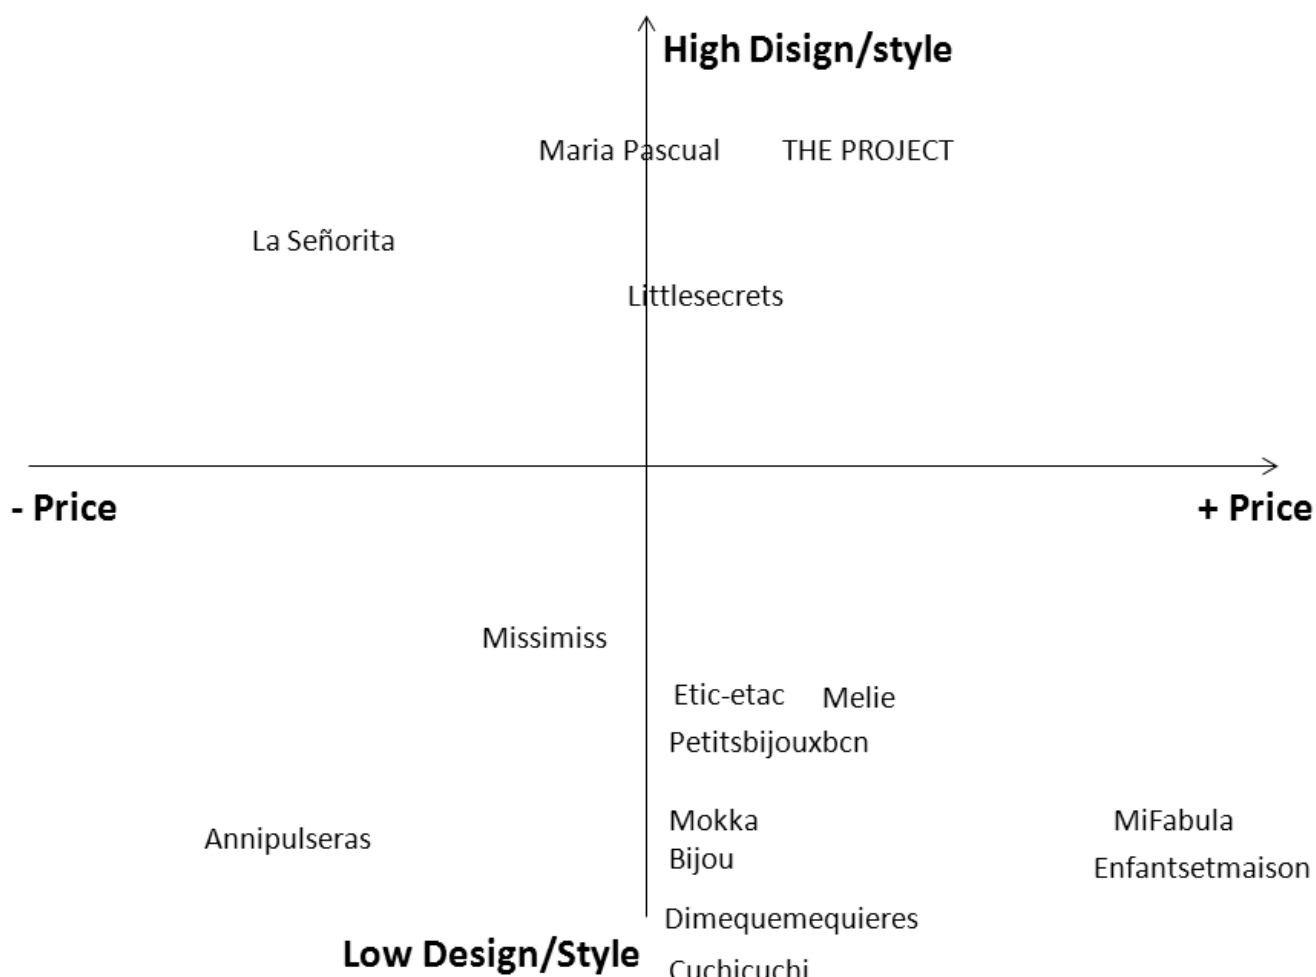 High Disign/style
Maria Pascual THE PROJECT
La Señorita
Littlesecrets
- Price + Price
Missimiss
Etic-etac Melie
Petitsbijouxbcn
Mokka MiFabula
Annipulseras
Bijou Enfantsetmaison
Dimequemequieres
Low Design/Style
Cuchicuchi